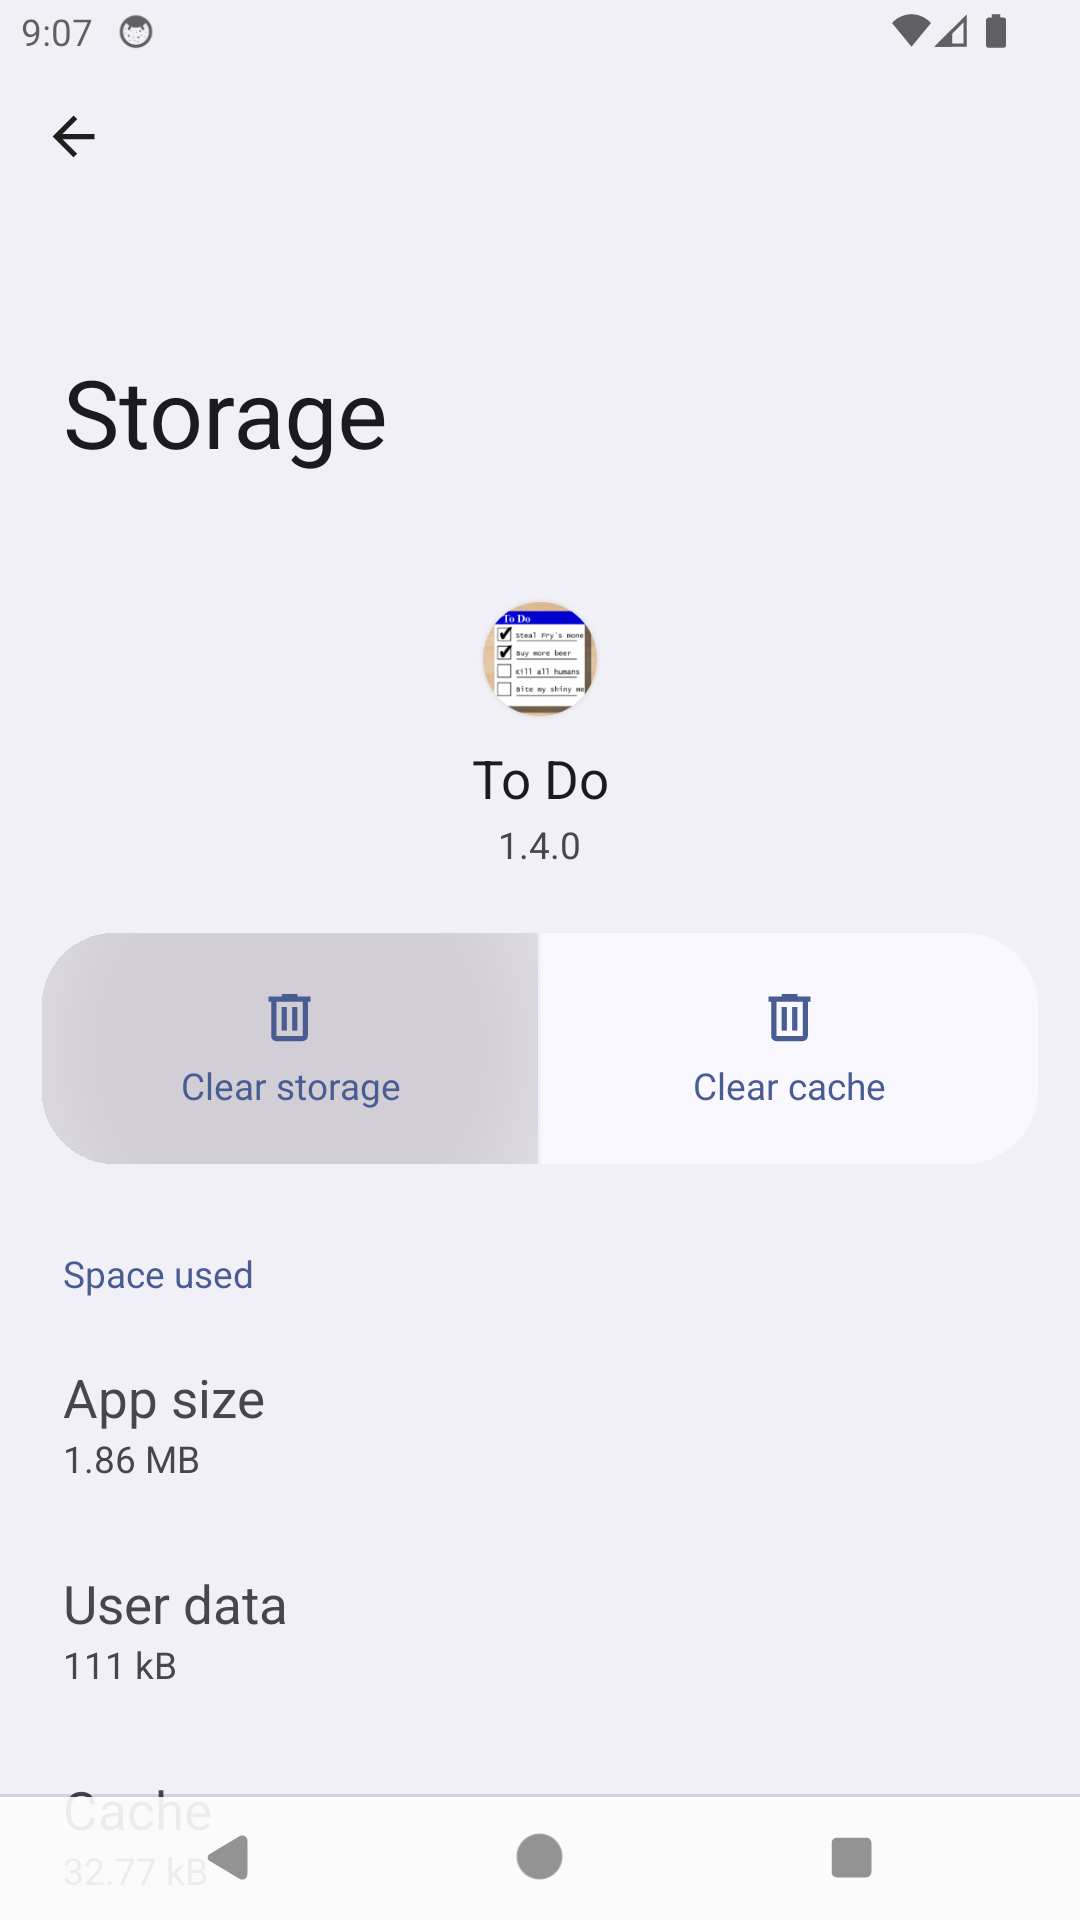 9:07
Storage
To Do
Steal Fry's mone
Buy more beer
Kill all humans
Bite my shiny me
To Do
1.4.0
Clear storage
Clear cache
Space used
App size
1.86 MB
User data
111 kB
Cache
32.77 kB